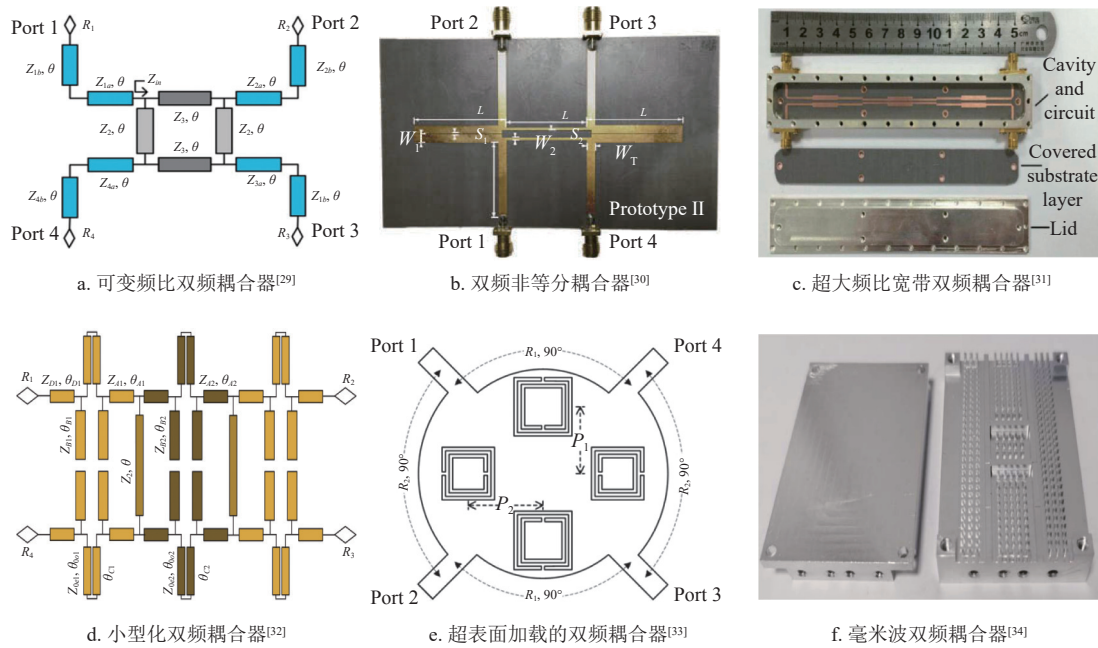 Port 1
R1
R2
Port 2
Z1b, θ
Z1a, θ
Zin
Z2a, θ
Z2b, θ
Z3, θ
Z2, θ
Z2, θ
Z3, θ
Z4b, θ
Z4a, θ
Z3a, θ
Z1b, θ
Port 4
R4
R3
Port 3
a. 可变频比双频耦合器[29]
Port 2
Port 3
L
L
L
W1
S1
W2
S2
WT
Prototype II
Port 1
Port 4
b. 双频非等分耦合器[30]
Cavity
and
circuit
Covered
substrate
layer
Lid
c. 超大频比宽带双频耦合器[31]
R1
ZD1, θD1
ZA1, θA1
ZA2, θA2
R2
ZB1, θB1
ZB2, θB2
Z2, θ
R4
R3
Z0e1, θ0o1
θC1
Z0e2, θ0o2
θC2
d. 小型化双频耦合器[32]
Port 1
R1, 90°
Port 4
P1
R2, 90°
R2, 90°
P2
Port 2
R1, 90°
Port 3
e. 超表面加载的双频耦合器[33]
f. 毫米波双频耦合器[34]